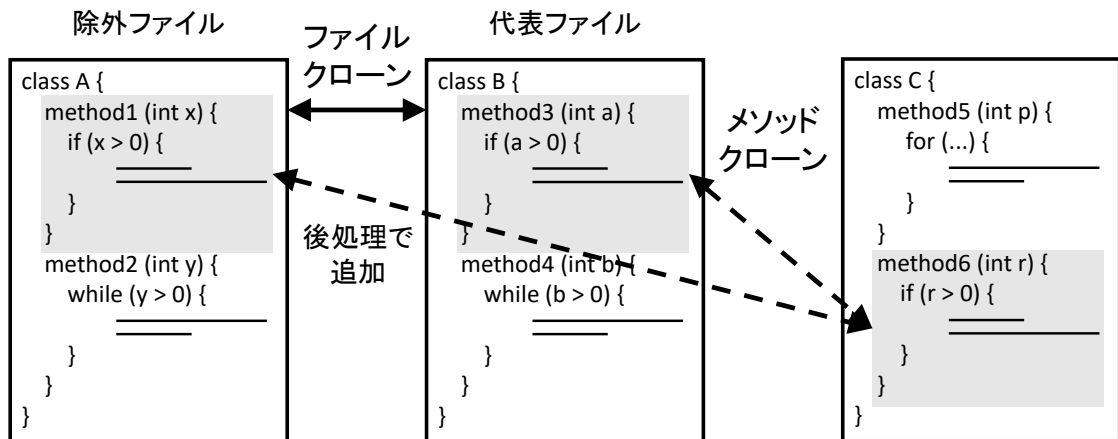 除外ファイル
ファイル
クローン
代表ファイル
class A {
method1 (int x) {
if (x > 0) {
}
}
method2 (int y) {
while (y > 0) {
}
}
}
後処理で
追加
class B {
method3 (int a) {
if (a > 0) {
}
}
method4 (int b) {
while (b > 0) {
}
}
}
メソッド
クローン
class C {
method5 (int p) {
for (...) {
}
}
method6 (int r) {
if (r > 0) {
}
}
}